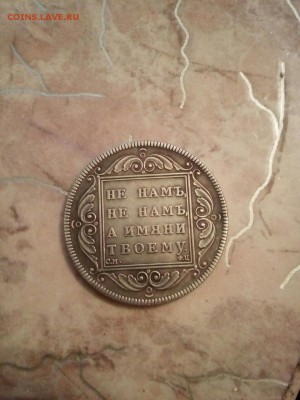 COINS.LAVE.RU
НЕ НАМЪ,
НЕ НАМЪ,
А ИМЯНИ
ТВОЕМУ.
С.М. Ф.Ц.